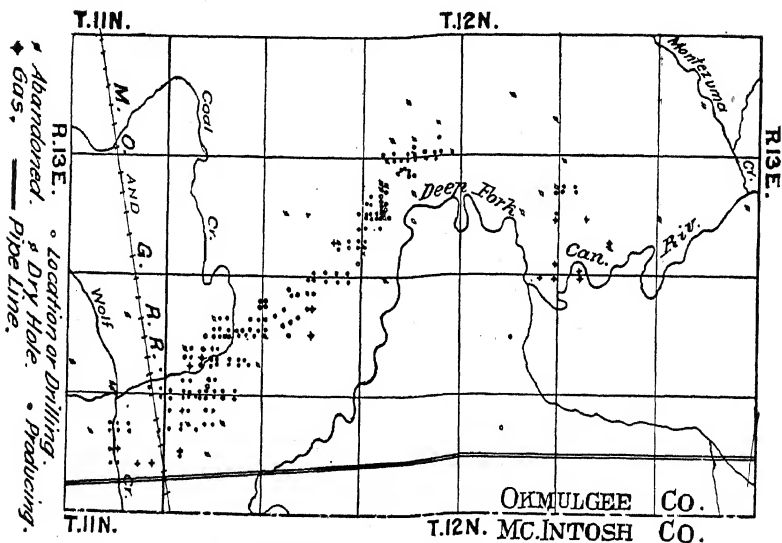 T.11N.
T.12N.
R.13E.
R.13E.
M. O. AND G. R.R.
Coal
Cr.
Wolf
Cr.
Deep Fork
Can. Riv.
Montezuma
Cr.
OKMULGEE CO.
MC.INTOSH CO.
T.11N.
T.12N.
Location or Drilling.
Producing.
Abandoned.
Dry Hole.
Gas.
Pipe Line.